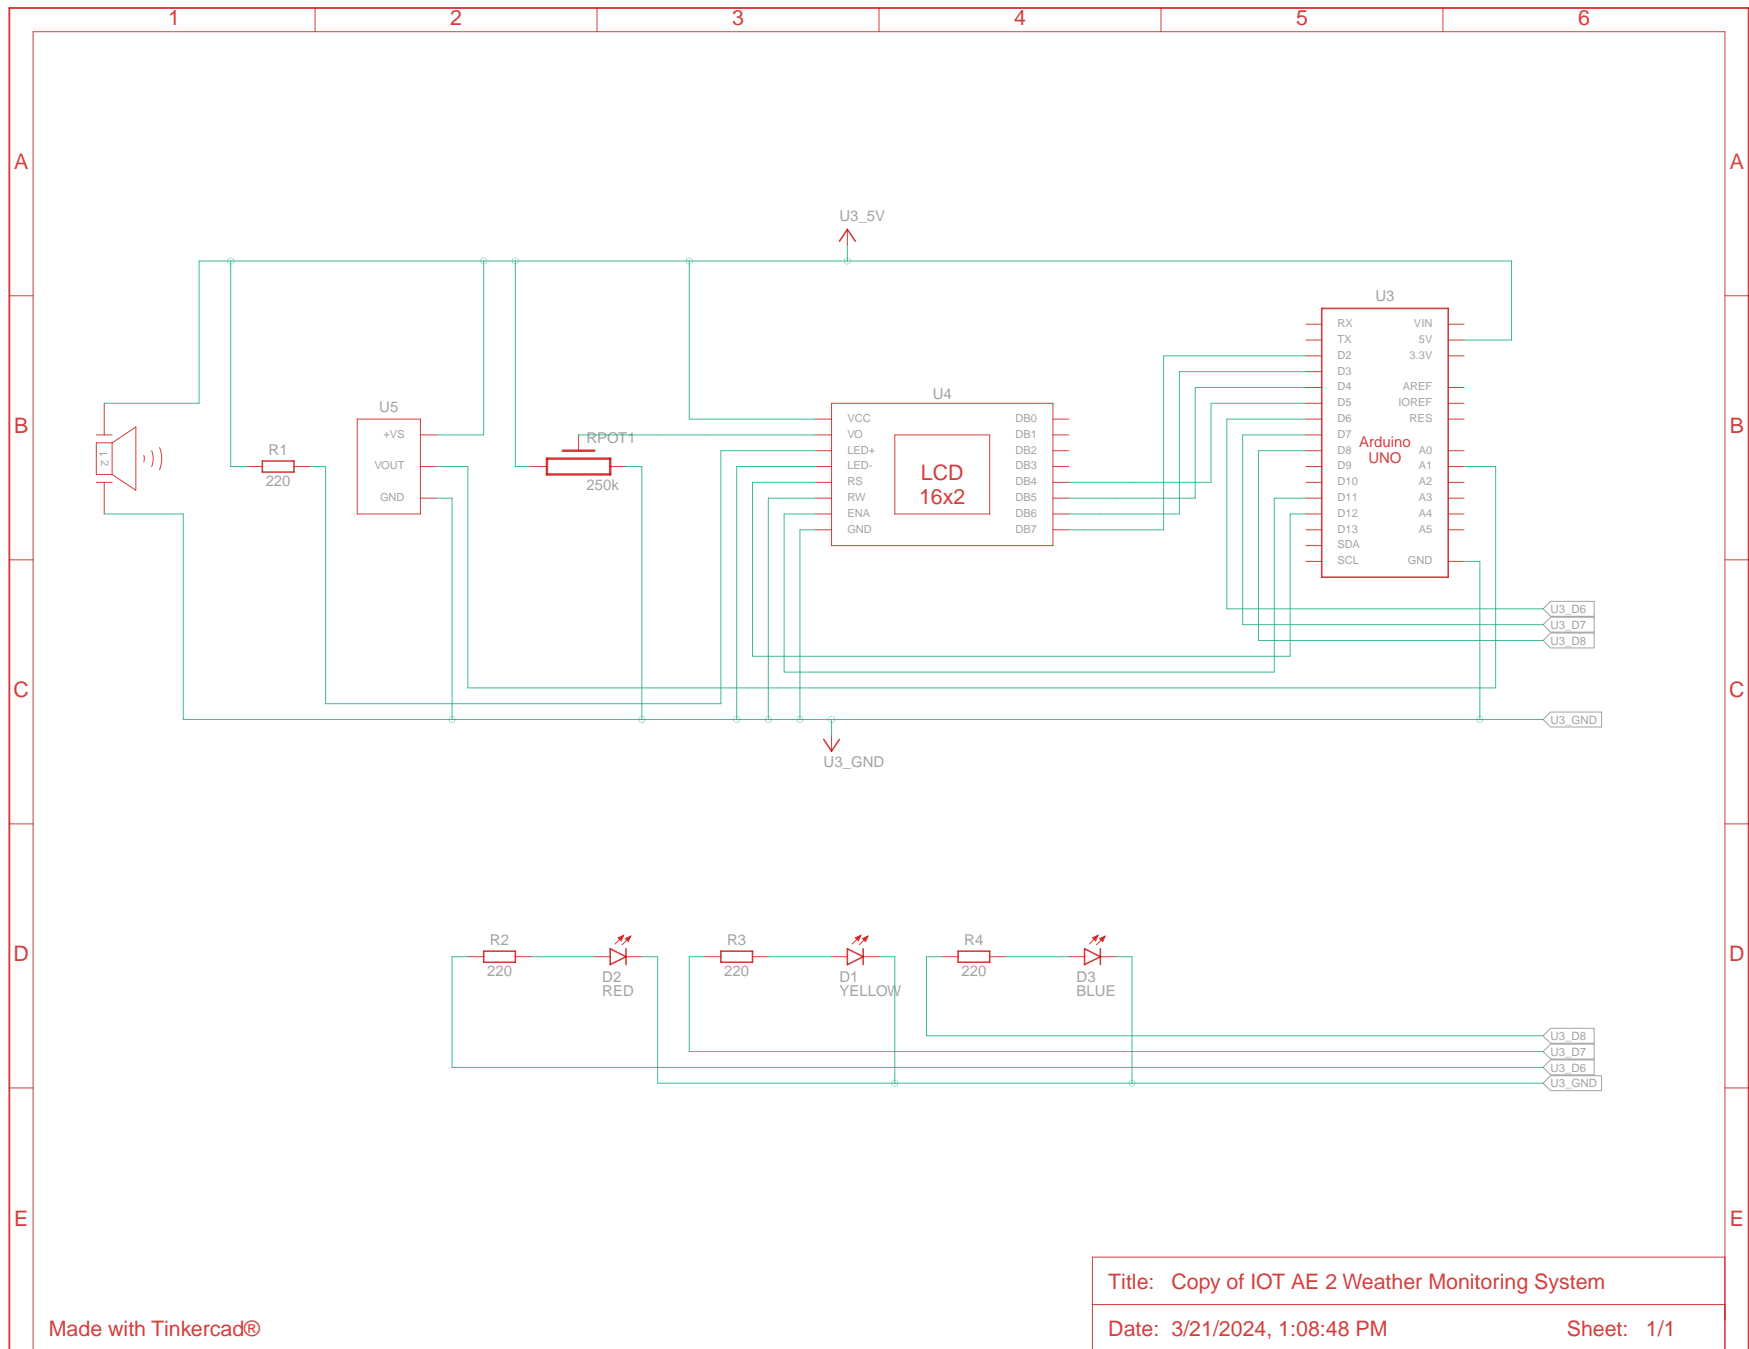 1 2 3 4 5 6
A A
U3_5V
U3
RX VIN
TX 5V
D2 3.3V
D3
D4 AREF
D5 IOREF
D6 RES
D7
D8 A0
D9 A1
D10 A2
D11 A3
D12 A4
D13 A5
SDA
SCL GND
Arduino
UNO
B B
U4
VCC DB0
VO DB1
LED+ DB2
LED- DB3
RS DB4
RW DB5
ENA DB6
GND DB7
LCD
16x2
U5
+VS
VOUT
GND
RPOT1
250k
R1
220
1 2
U3_D6
U3_D7
U3_D8
C C
U3_GND
U3_GND
D D
R2
220
D2
RED
R3
220
D1
YELLOW
R4
220
D3
BLUE
U3_D8
U3_D7
U3_D6
U3_GND
E E
Title: Copy of IOT AE 2 Weather Monitoring System
Made with Tinkercad®
Date: 3/21/2024, 1:08:48 PM Sheet: 1/1